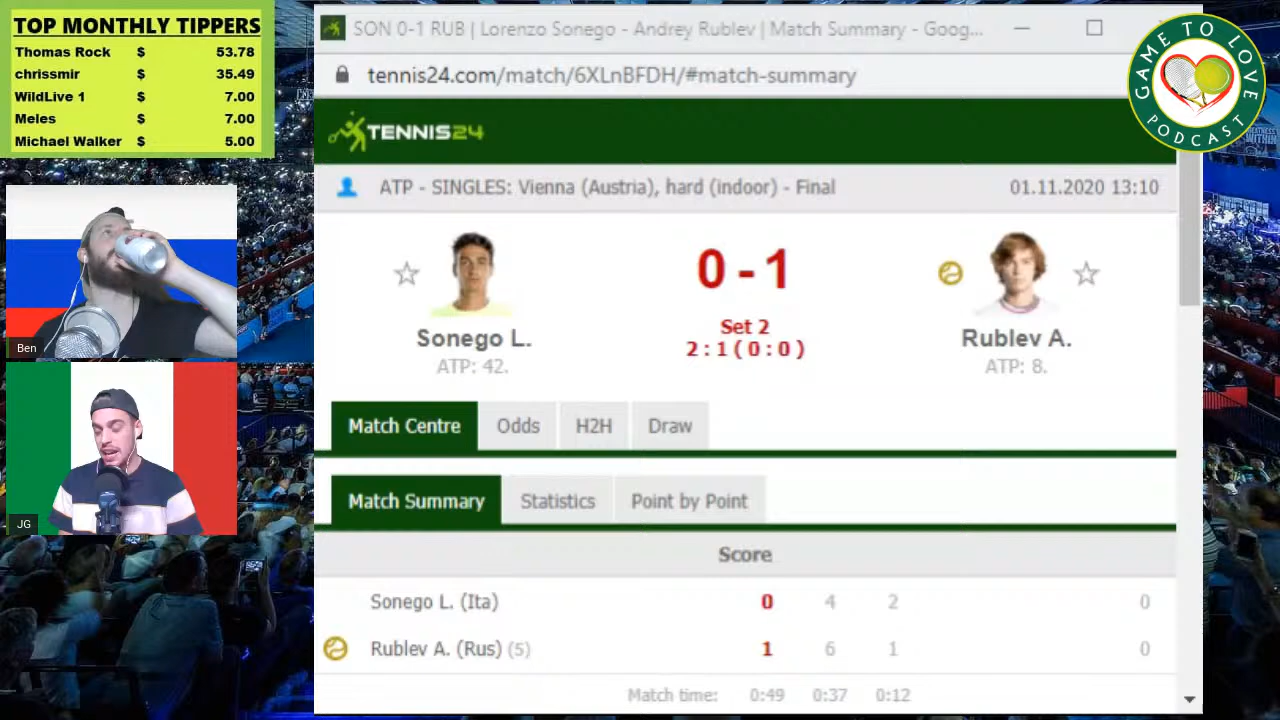 TOP MONTHLY TIPPERS
Thomas Rock $ 53.78
chrissmir $ 35.49
WildLive 1 $ 7.00
Meles $ 7.00
Michael Walker $ 5.00
Ben
JG
SON 0-1 RUB | Lorenzo Sonego - Andrey Rublev | Match Summary - Goog...
tennis24.com/match/6XLnBFDH/#match-summary
TENNIS24
ATP - SINGLES: Vienna (Austria), hard (indoor) - Final 01.11.2020 13:10
0 - 1
Set 2
2 : 1 ( 0 : 0 )
Sonego L. Rublev A.
ATP: 42. ATP: 8.
Match Centre Odds H2H Draw
Match Summary Statistics Point by Point
Score
Sonego L. (Ita) 0 4 2 0
Rublev A. (Rus) (5) 1 6 1 0
Match time: 0:49 0:37 0:12
GAME TO LOVE
PODCAST